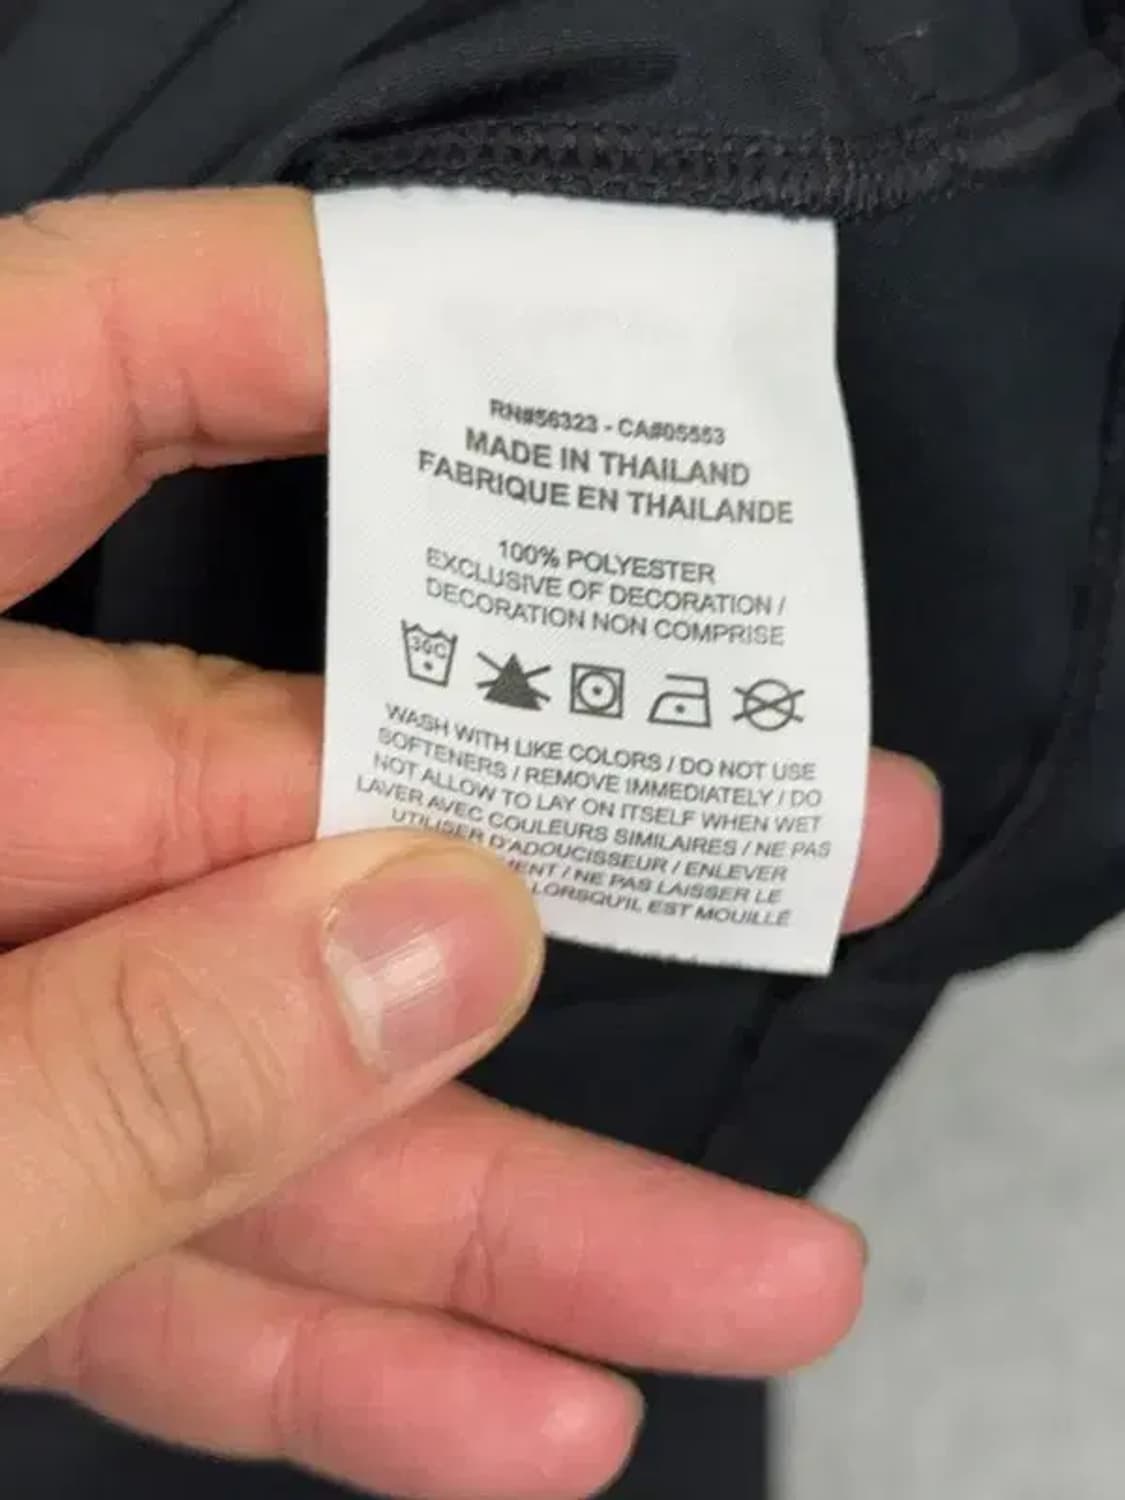 RN#56323 - CA#05553
MADE IN THAILAND
FABRIQUE EN THAILANDE
100% POLYESTER
EXCLUSIVE OF DECORATION /
DECORATION NON COMPRISE
30C
WASH WITH LIKE COLORS / DO NOT USE
SOFTENERS / REMOVE IMMEDIATELY / DO
NOT ALLOW TO LAY ON ITSELF WHEN WET
LAVER AVEC COULEURS SIMILAIRES / NE PAS
UTILISER D'ADOUCISSEUR / ENLEVER
/ NE PAS LAISSER LE
LORSQU'IL EST MOUILLÉ